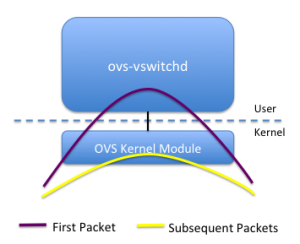 ovs-vswitchd
User
Kernel
OVS Kernel Module
First Packet
Subsequent Packets